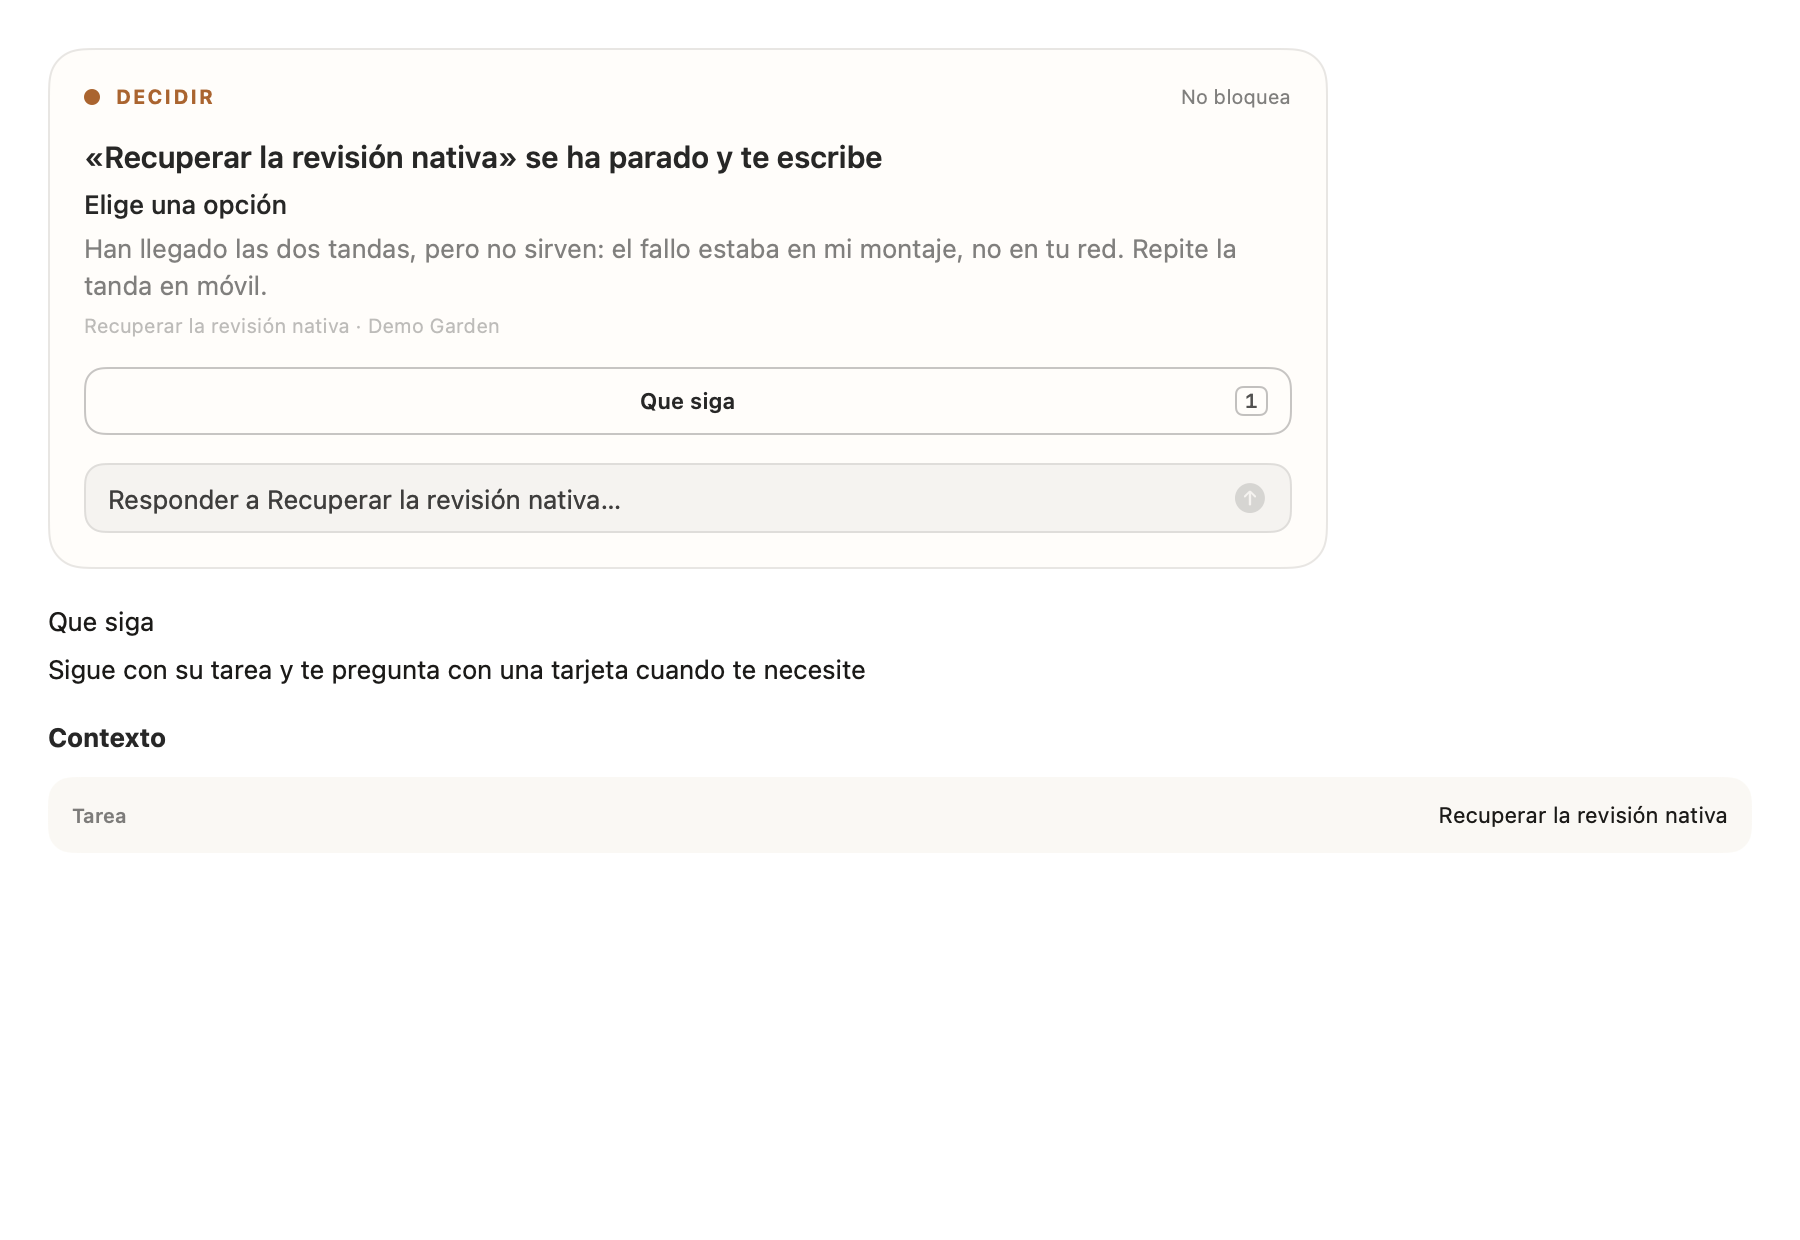 DECIDIR
No bloquea
«Recuperar la revisión nativa» se ha parado y te escribe
Elige una opción
Han llegado las dos tandas, pero no sirven: el fallo estaba en mi montaje, no en tu red. Repite la
tanda en móvil.
Recuperar la revisión nativa · Demo Garden
Que siga
1
Responder a Recuperar la revisión nativa...
Que siga
Sigue con su tarea y te pregunta con una tarjeta cuando te necesite
Contexto
Tarea
Recuperar la revisión nativa